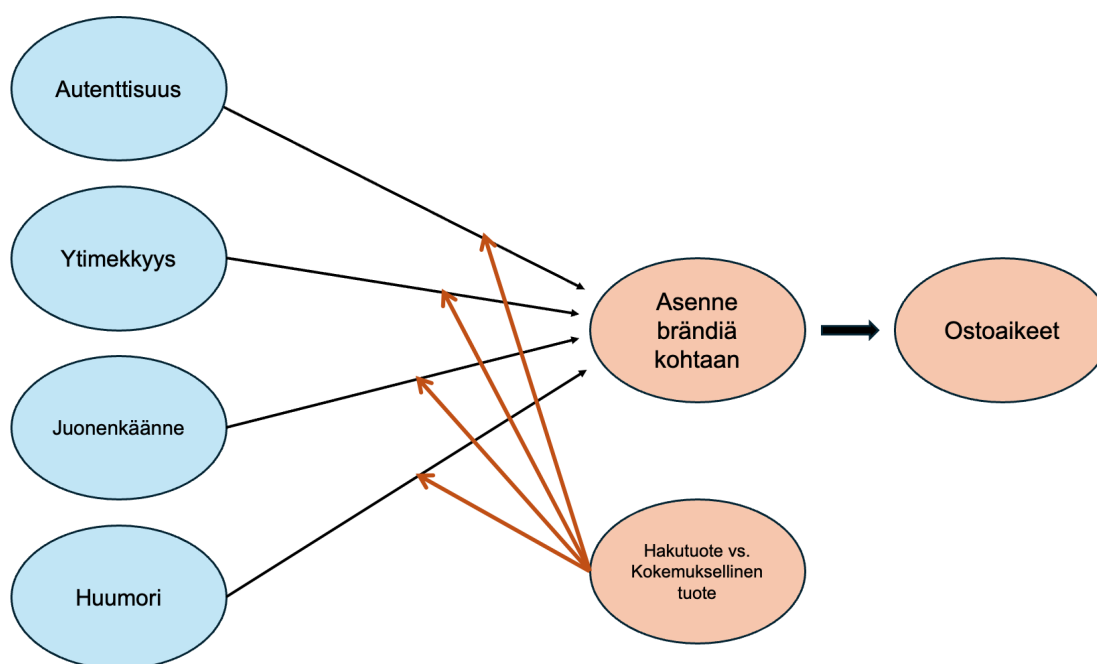 Autenttisuus
Ytimekkyys
Juonenkäänne
Huumori
Asenne
brändiä
kohtaan
Ostoaikeet
Hakutuote vs.
Kokemuksellinen
tuote